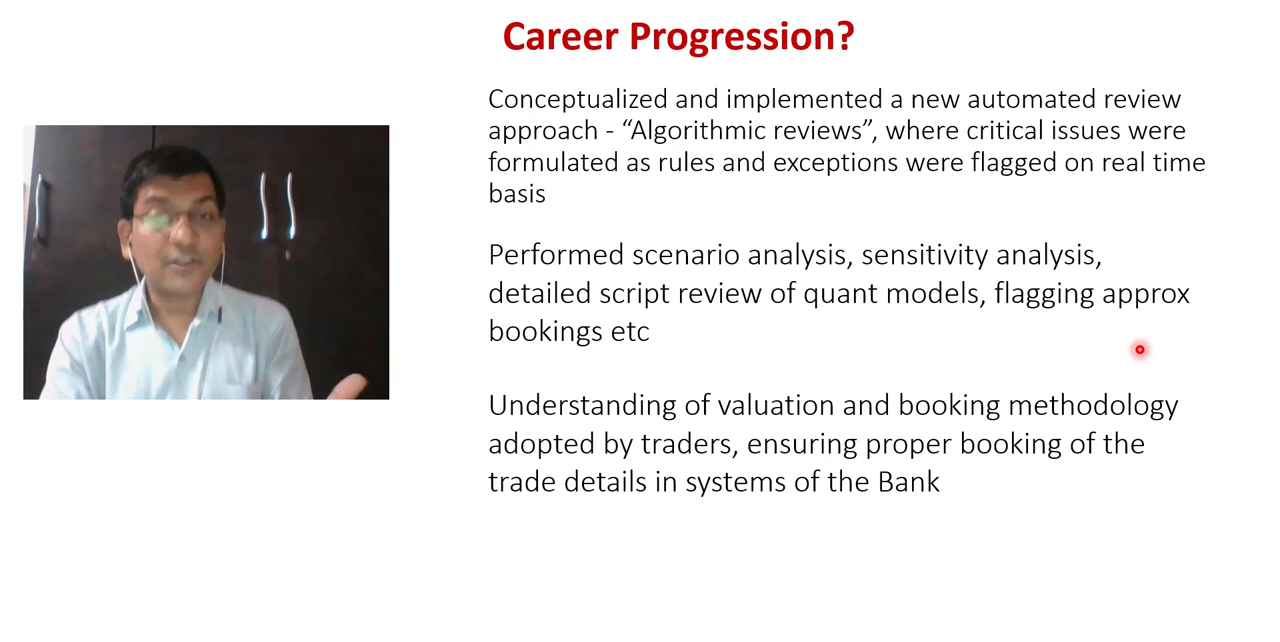 Career Progression?
Conceptualized and implemented a new automated review
approach - “Algorithmic reviews”, where critical issues were
formulated as rules and exceptions were flagged on real time
basis
Performed scenario analysis, sensitivity analysis,
detailed script review of quant models, flagging approx
bookings etc
Understanding of valuation and booking methodology
adopted by traders, ensuring proper booking of the
trade details in systems of the Bank